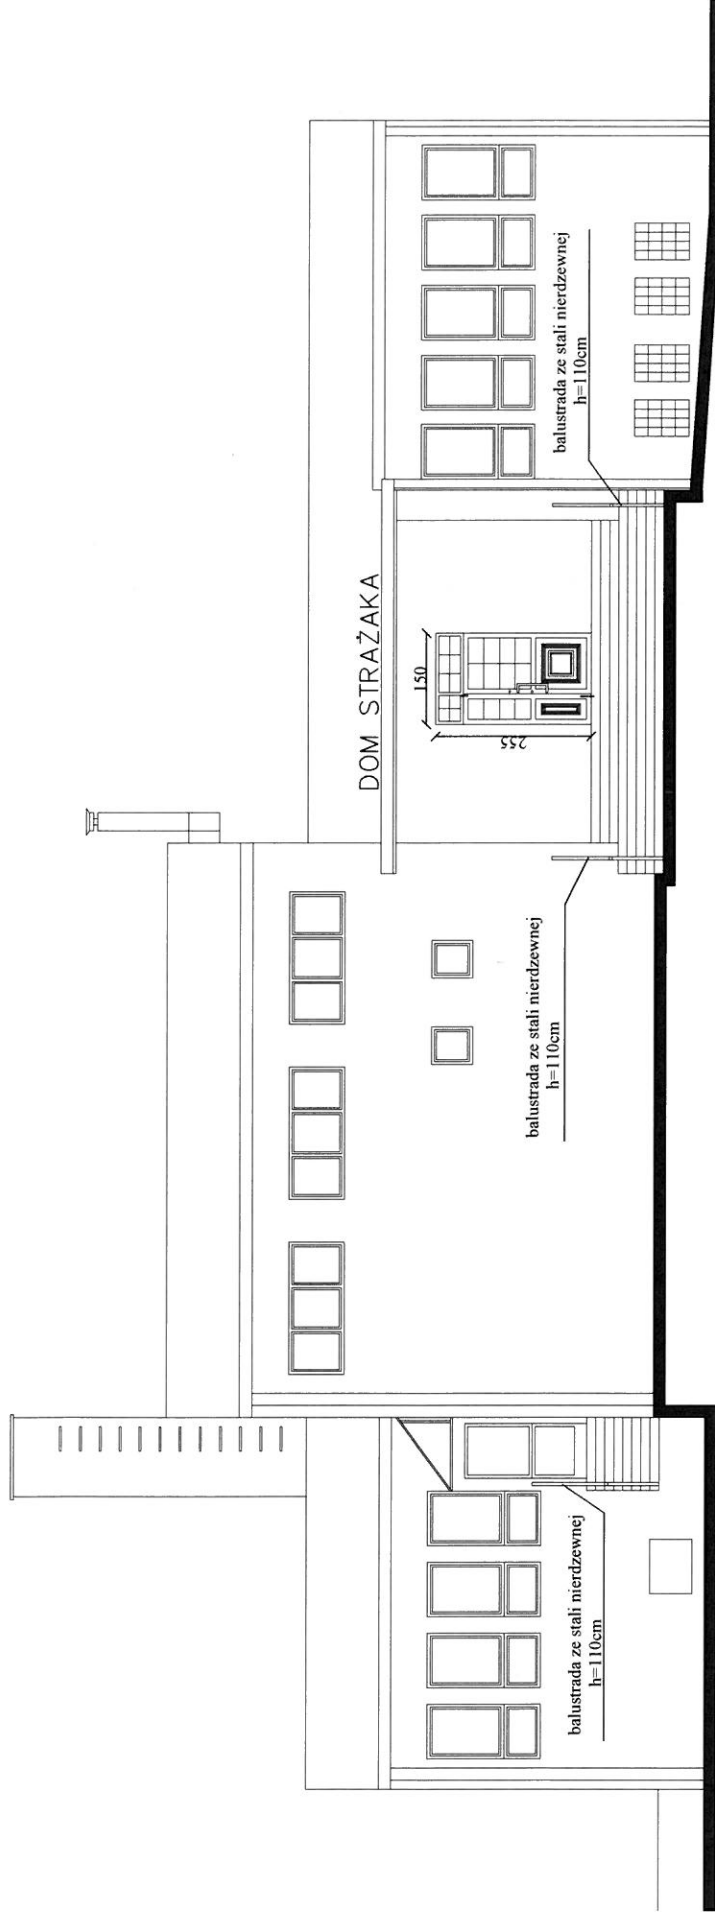 DOM STRAŻAKA
150
255
balustrada ze stali nierdzewnej
h=110cm
balustrada ze stali nierdzewnej
h=110cm
balustrada ze stali nierdzewnej
h=110cm